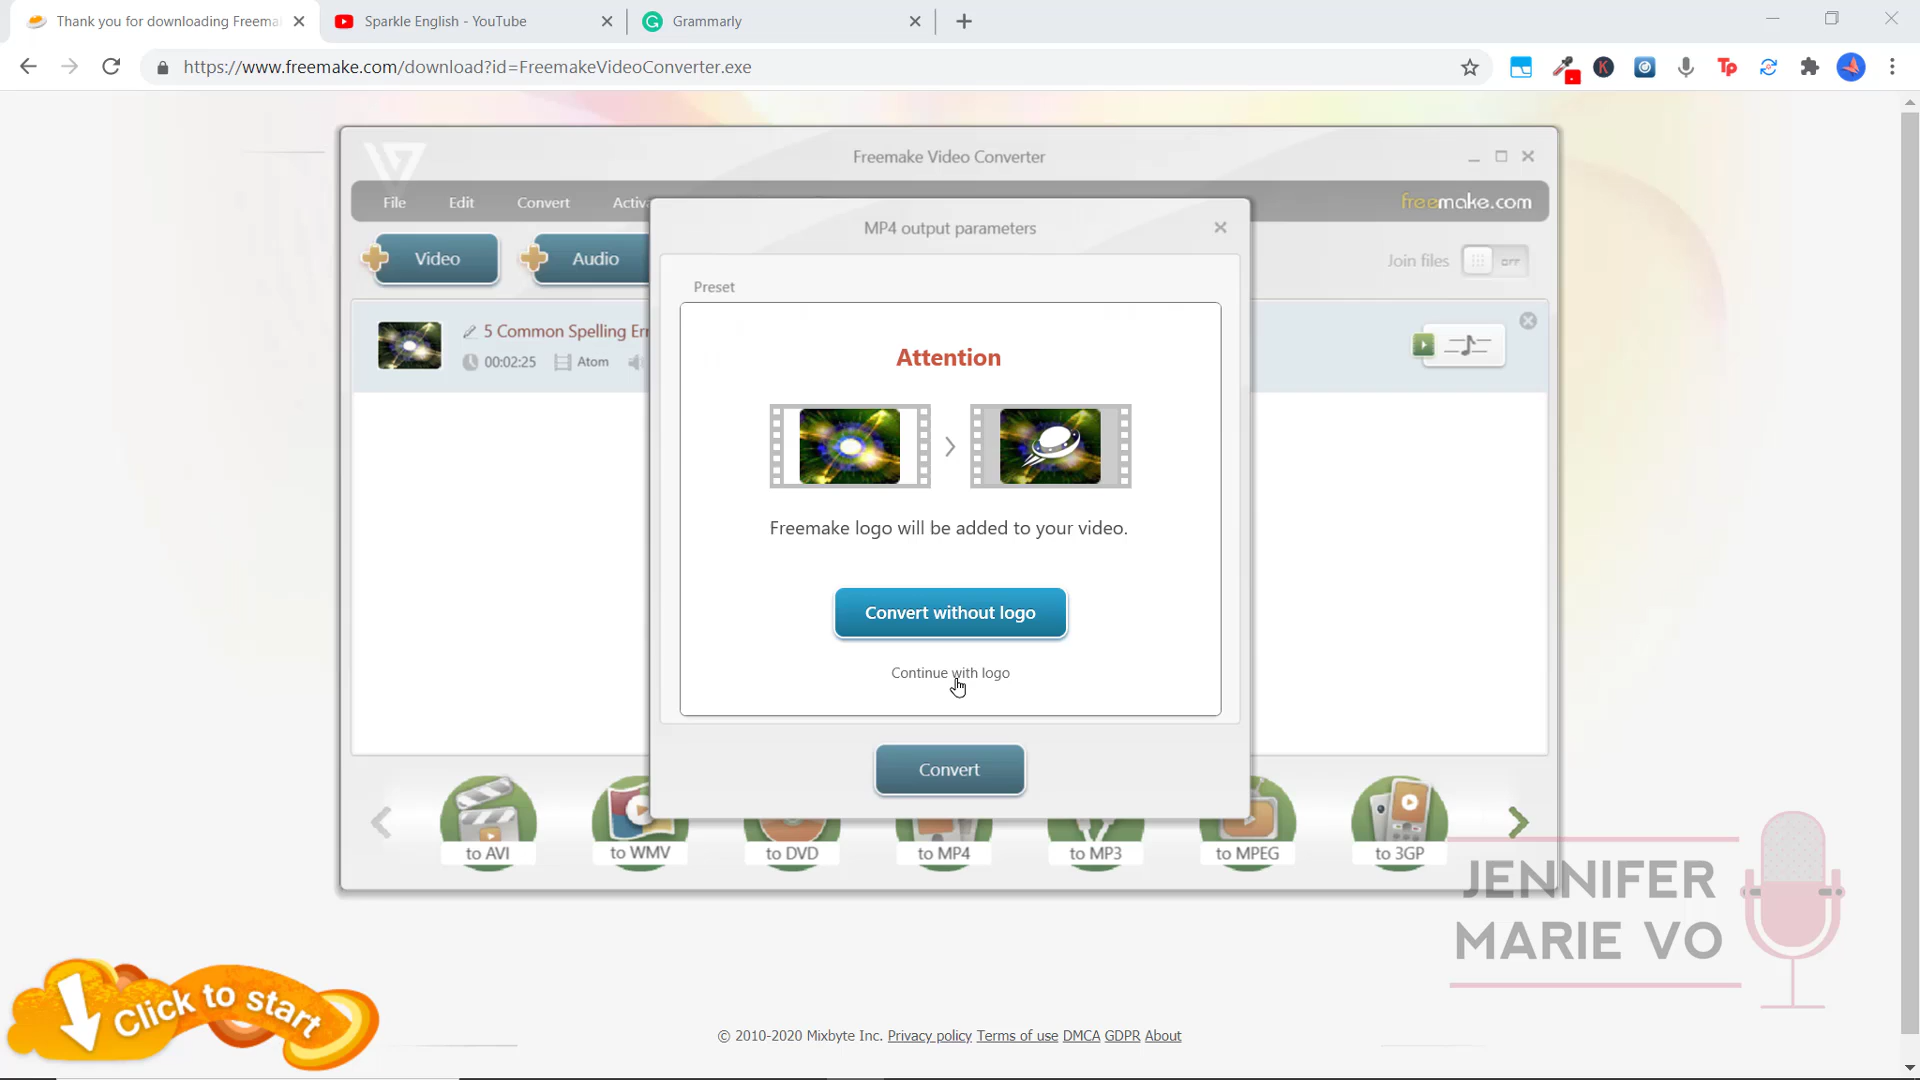 Thank you for downloading Freema
Sparkle English - YouTube
Grammarly
https://www.freemake.com/download?id=FreemakeVideoConverter.exe
Freemake Video Converter
File
Edit
Convert
Activa
freemake.com
MP4 output parameters
Video
Audio
Join files
OFF
Preset
5 Common Spelling Err
00:02:25
Atom
Attention
Freemake logo will be added to your video.
Convert without logo
Continue with logo
Convert
to AVI
to WMV
to DVD
to MP4
to MP3
to MPEG
to 3GP
JENNIFER
MARIE VO
Click to start
© 2010-2020 Mixbyte Inc. Privacy policy Terms of use DMCA GDPR About